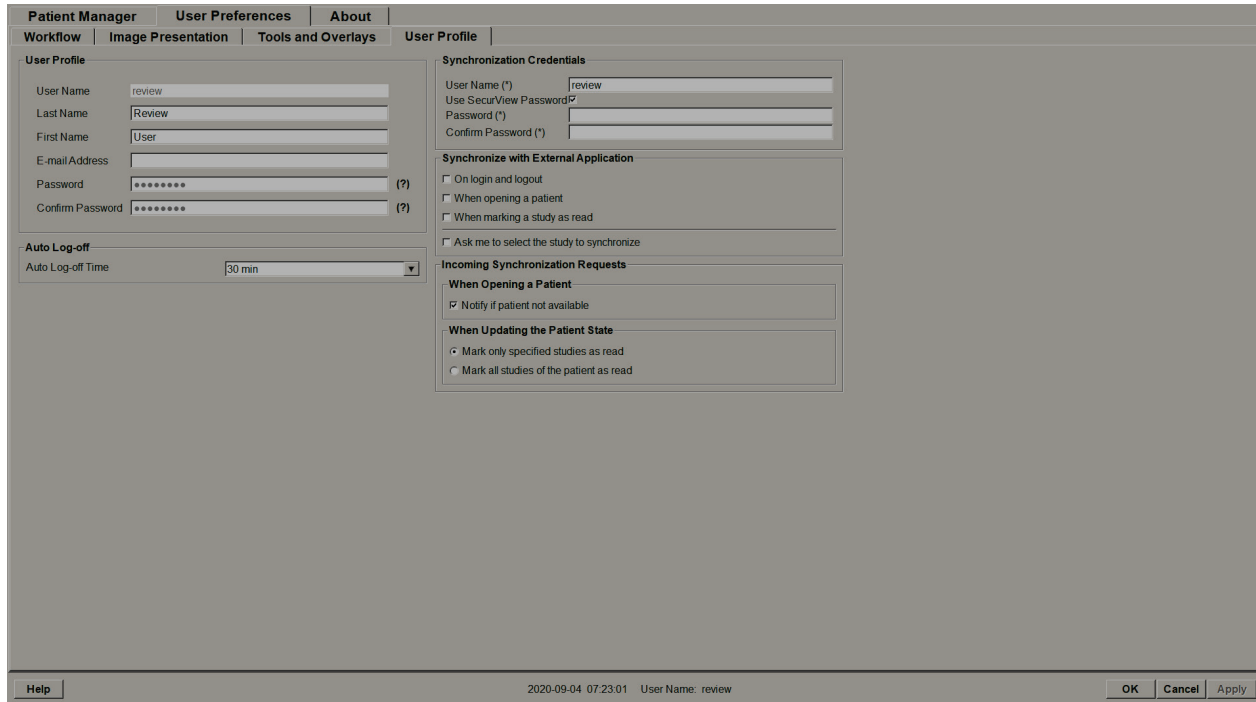 Patient Manager User Preferences About
Workflow Image Presentation Tools and Overlays User Profile
User Profile
User Name review
Last Name Review
First Name User
E-mail Address
Password ●●●●●●●● (?)
Confirm Password ●●●●●●●● (?)
Auto Log-off
Auto Log-off Time 30 min
Synchronization Credentials
User Name (*) review
Use SecurView Password
Password (*)
Confirm Password (*)
Synchronize with External Application
On login and logout
When opening a patient
When marking a study as read
Ask me to select the study to synchronize
Incoming Synchronization Requests
When Opening a Patient
Notify if patient not available
When Updating the Patient State
Mark only specified studies as read
Mark all studies of the patient as read
Help 2020-09-04 07:23:01 User Name: review OK Cancel Apply